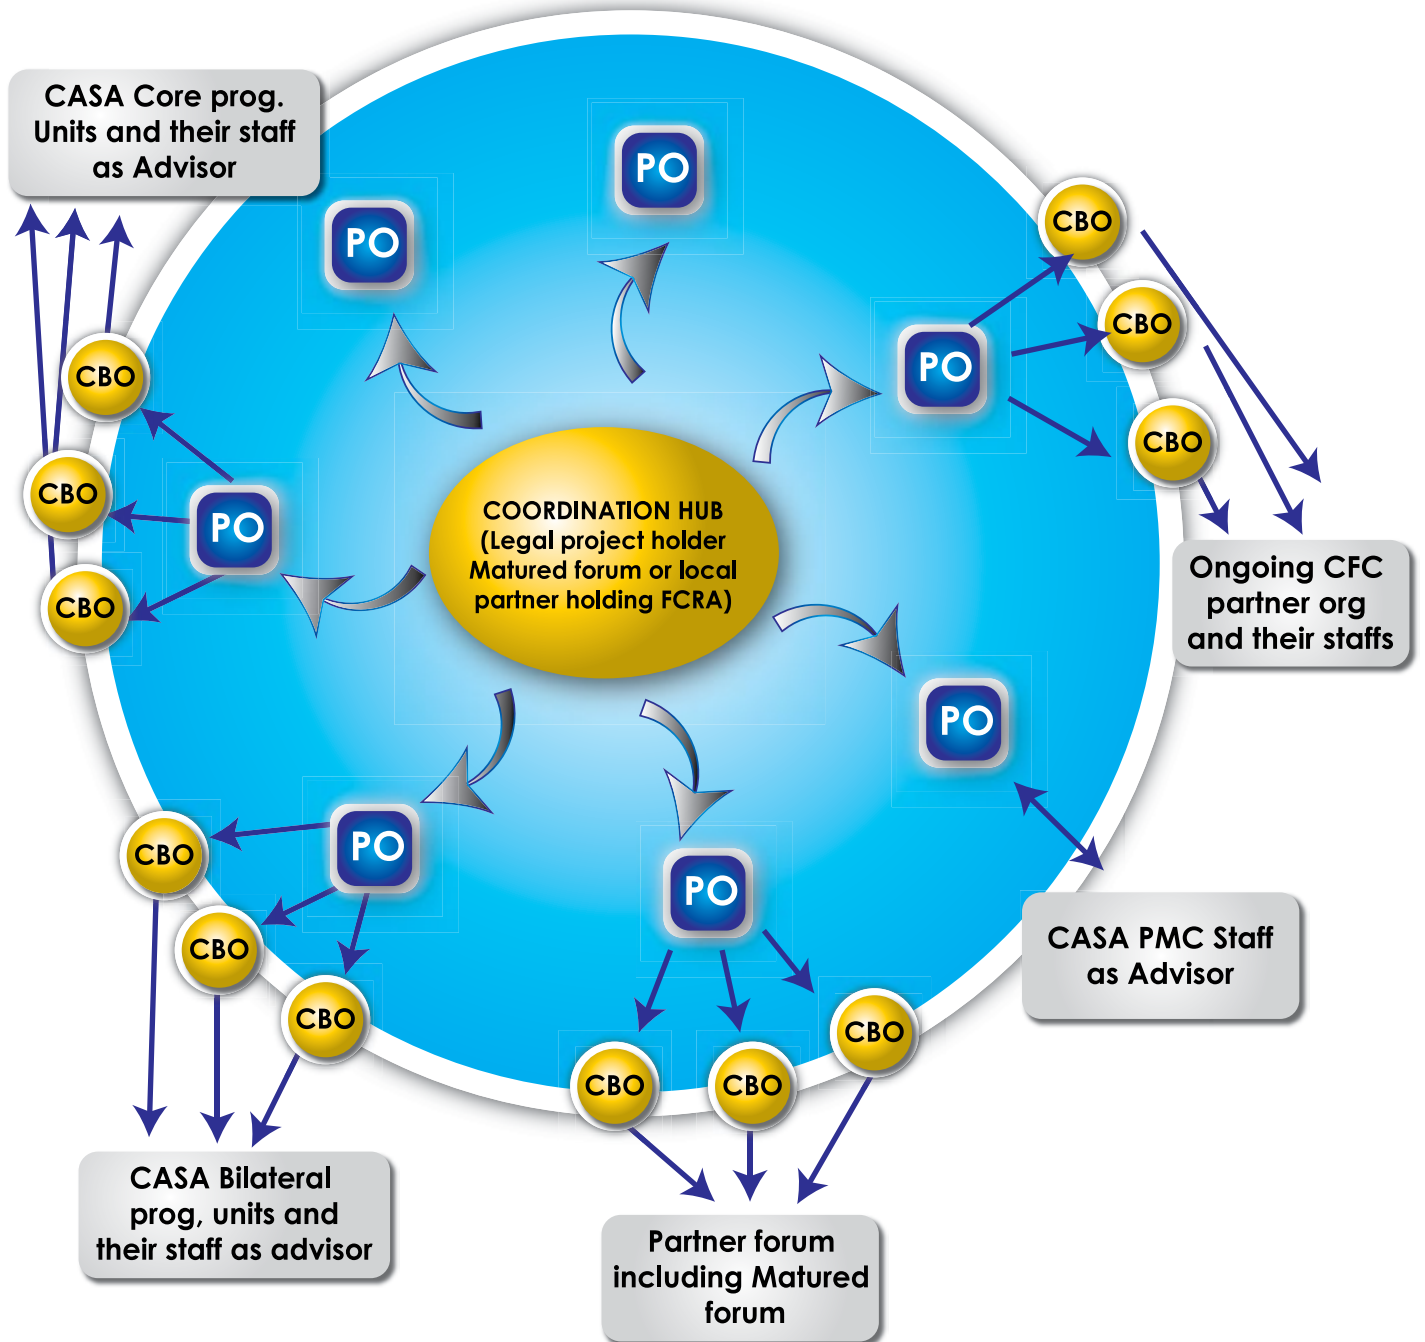 CASA Core prog.
Units and their staff
as Advisor
PO
PO
CBO
CBO
CBO
PO
CBO
CBO
CBO
PO
COORDINATION HUB
(Legal project holder
Matured forum or local
partner holding FCRA)
Ongoing CFC
partner org
and their staffs
PO
CASA PMC Staff
as Advisor
PO
CBO
CBO
CBO
PO
CBO
CBO
CBO
CASA Bilateral
prog, units and
their staff as advisor
Partner forum
including Matured
forum